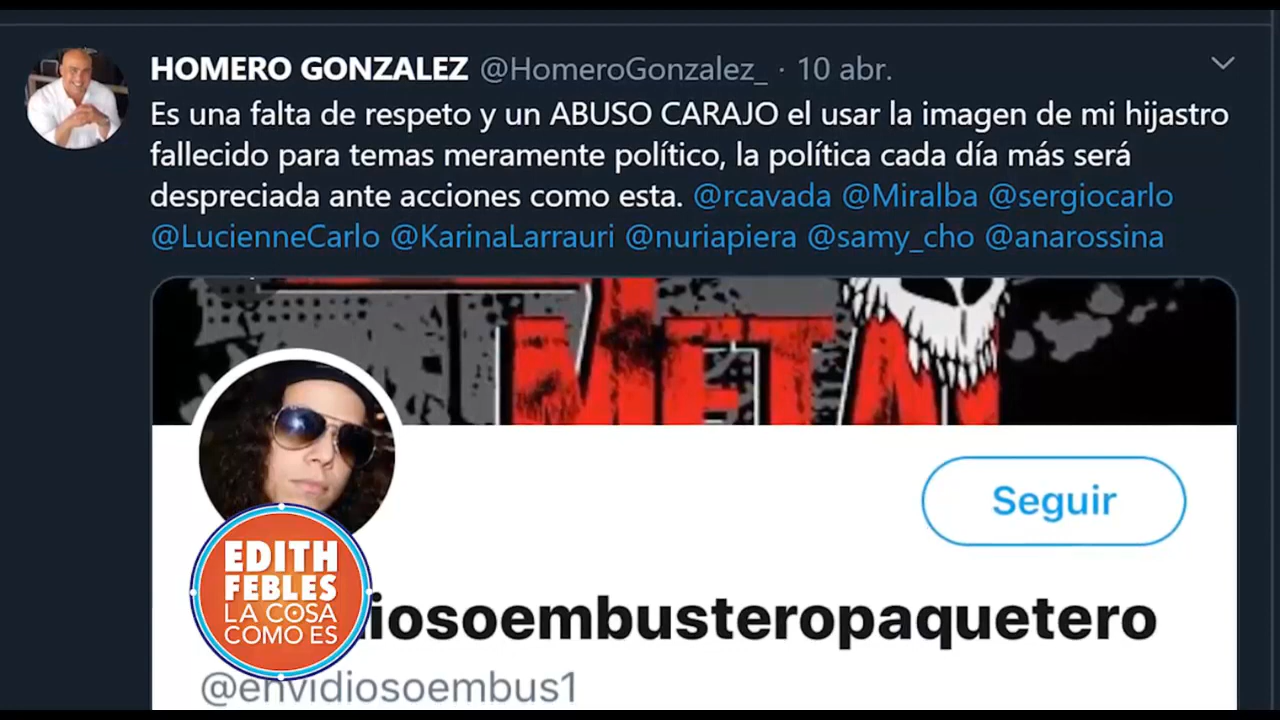 HOMERO GONZALEZ @HomeroGonzalez_ · 10 abr.
Es una falta de respeto y un ABUSO CARAJO el usar la imagen de mi hijastro
fallecido para temas meramente político, la política cada día más será
despreciada ante acciones como esta. @rcavada @Miralba @sergiocarlo
@LucienneCarlo @KarinaLarrauri @nuriapiera @samy_cho @anarossina
METAL
Seguir
EDITH
FEBLES
LA COSA
COMO ES
diosoembusteropaquetero
@envidiosoembus1